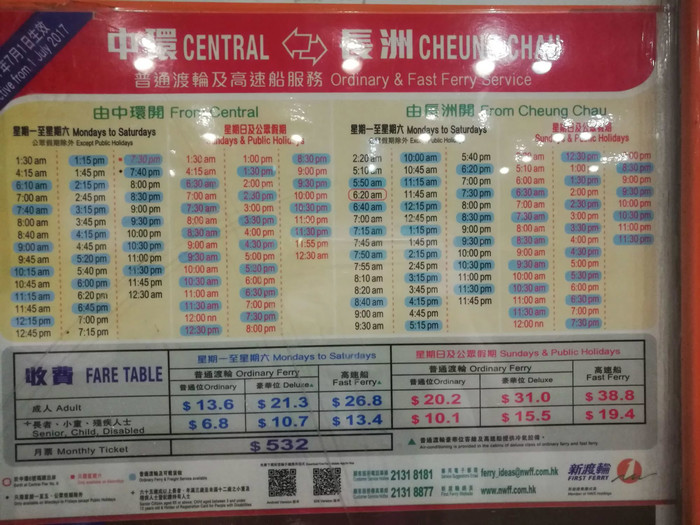 年7月1日生效
tive from 1 July 2017
中環 CENTRAL 長洲 CHEUNG CHAU
普通渡輪及高速船服務 Ordinary & Fast Ferry Service
由中環開 From Central
星期一至星期六 Mondays to Saturdays
公眾假期除外 Except Public Holidays
星期日及公眾假期
Sundays & Public Holidays
1:30 am 1:15 pm 7:30 pm 1:30 am 1:00 pm 8:30 pm
4:15 am 1:45 pm 7:40 pm 4:15 am 1:30 pm 9:00 pm
6:10 am 2:15 pm 8:00 pm 6:30 am 2:00 pm 9:30 pm
7:00 am 2:45 pm 8:30 pm 7:00 am 2:30 pm 10:00 pm
7:40 am 3:15 pm 9:00 pm 7:30 am 3:00 pm 10:30 pm
8:00 am 3:45 pm 9:30 pm 8:00 am 3:30 pm 11:00 pm
8:40 am 4:15 pm 10:00 pm 8:30 am 4:00 pm 11:30 pm
9:00 am 4:45 pm 10:30 pm 9:00 am 4:30 pm 11:55 pm
9:45 am 5:20 pm 11:00 pm 9:30 am 5:00 pm 12:30 am
10:15 am 5:40 pm 11:30 pm 10:00 am 5:30 pm
10:45 am 6:00 pm 11:45 pm 10:30 am 6:00 pm
11:15 am 6:20 pm 12:30 am 11:00 am 6:30 pm
11:45 am 6:45 pm 11:30 am 7:00 pm
12:15 pm 7:00 pm 12:00 nn 7:30 pm
12:45 pm 7:15 pm 12:30 pm 8:00 pm
由長洲開 From Cheung Chau
星期一至星期六 Mondays to Saturdays
公眾假期除外 Except Public Holidays
星期日及公眾假期
Sundays & Public Holidays
2:20 am 10:00 am 5:40 pm 12:30 pm 8:00 pm
5:10 am 10:45 am 6:20 pm 5:10 am 1:00 pm 8:30 pm
5:50 am 11:15 am 7:00 pm 6:00 am 1:30 pm 9:00 pm
6:20 am 11:45 am 7:30 pm 6:30 am 2:00 pm 9:30 pm
6:40 am 12:15 pm 8:00 pm 7:00 am 2:30 pm 10:00 pm
7:00 am 12:45 pm 8:30 pm 7:30 am 3:00 pm 10:30 pm
7:15 am 1:15 pm 9:00 pm 8:00 am 3:30 pm 11:00 pm
7:45 am 1:45 pm 9:30 pm 8:30 am 4:00 pm 11:30 pm
7:50 am 2:15 pm 10:00 pm 9:00 am 4:30 pm
7:55 am 2:45 pm 10:30 pm 9:30 am 5:00 pm
8:10 am 3:15 pm 11:00 pm 10:00 am 5:30 pm
8:20 am 3:45 pm 11:30 pm 10:30 am 6:00 pm
8:40 am 4:15 pm 11:45 pm 11:00 am 6:30 pm
9:00 am 4:45 pm 11:30 am 7:00 pm
9:30 am 5:15 pm 12:00 nn 7:30 pm
收費 FARE TABLE
星期一至星期六 Mondays to Saturdays
星期日及公眾假期 Sundays & Public Holidays
普通渡輪 Ordinary Ferry 高速船 Fast Ferry
普通渡輪 Ordinary Ferry 高速船 Fast Ferry
普通位 Ordinary 豪華位 Deluxe▲ 普通位 Ordinary 豪華位 Deluxe
成人 Adult $13.6 $21.3 $26.8 $20.2 $31.0 $38.8
+長者、小童、殘疾人士
Senior, Child, Disabled $6.8 $10.7 $13.4 $10.1 $15.5 $19.4
月票 Monthly Ticket $532
2131 8181
2131 8877
ferry_ideas@nwff.com.hk
www.nwff.com.hk
新渡輪
FIRST FERRY